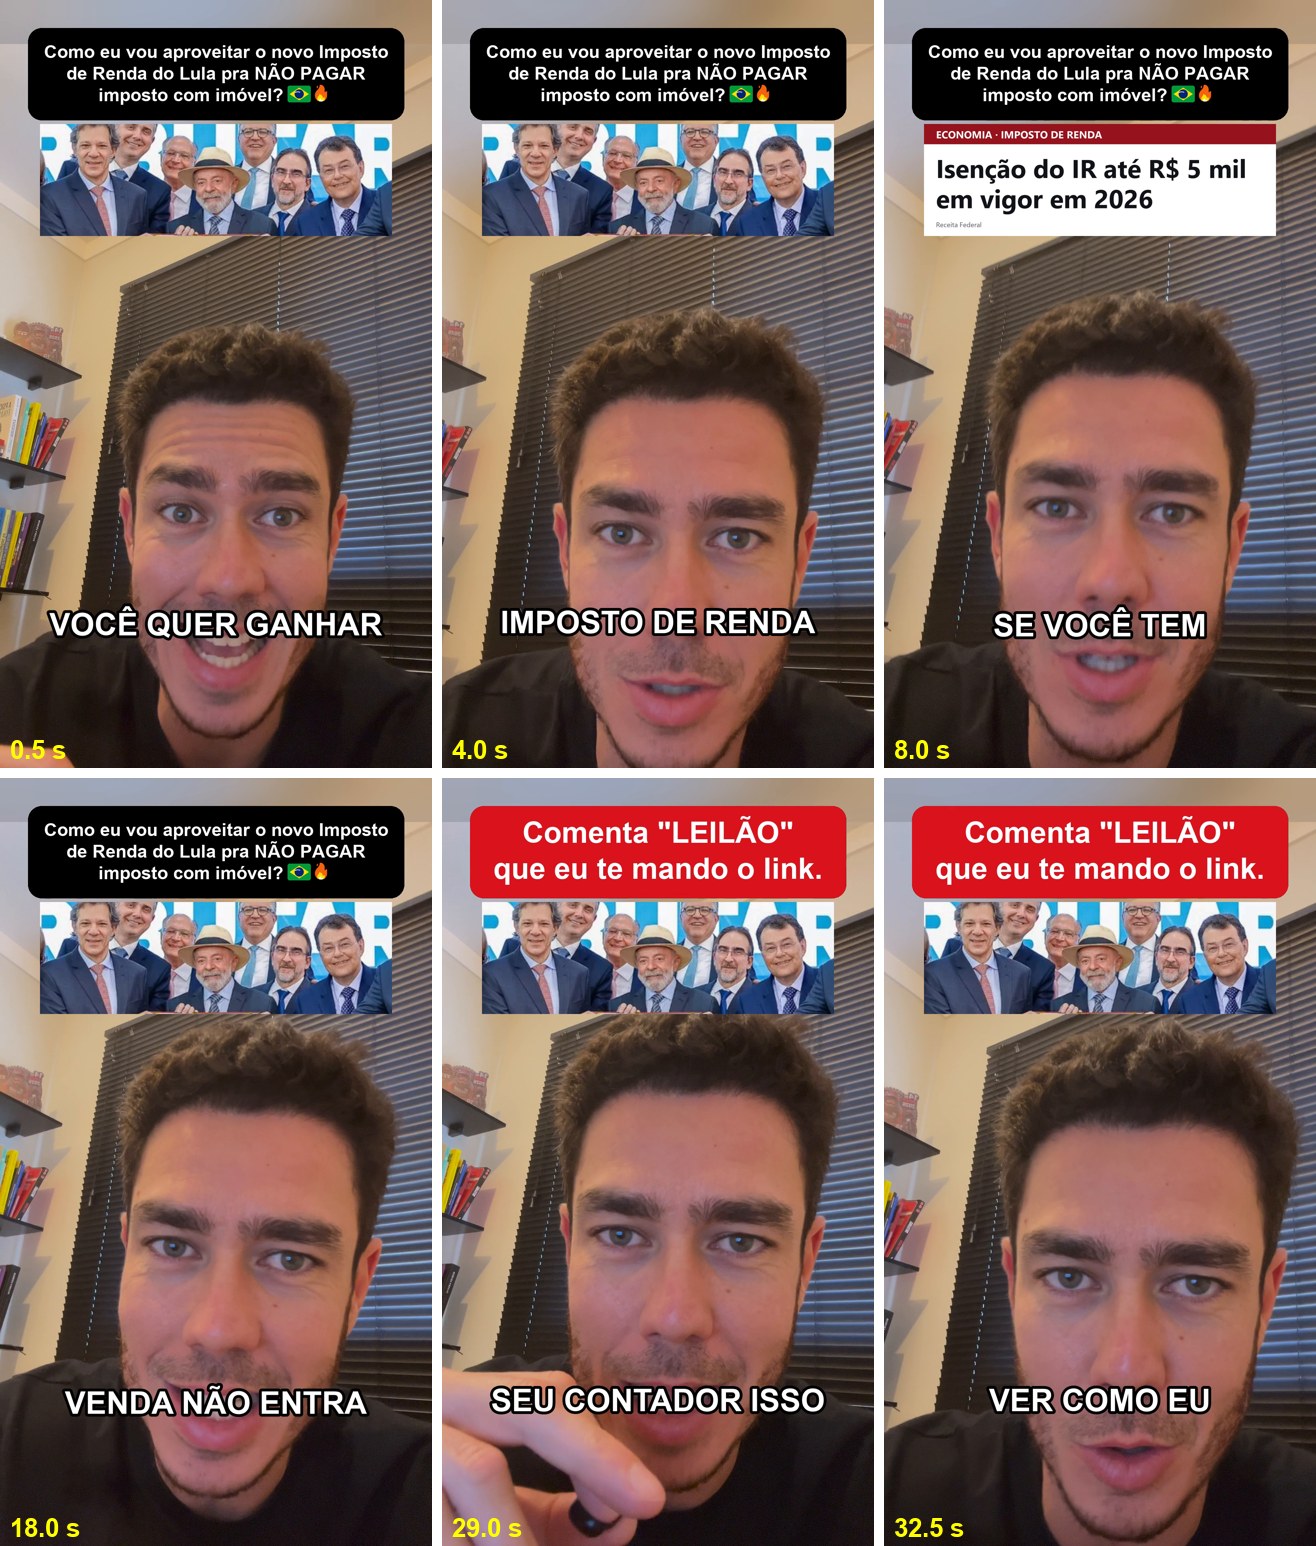 Como eu vou aproveitar o novo Imposto
de Renda do Lula pra NÃO PAGAR
imposto com imóvel? 🇧🇷🔥
VOCÊ QUER GANHAR
0.5 s
Como eu vou aproveitar o novo Imposto
de Renda do Lula pra NÃO PAGAR
imposto com imóvel? 🇧🇷🔥
IMPOSTO DE RENDA
4.0 s
Como eu vou aproveitar o novo Imposto
de Renda do Lula pra NÃO PAGAR
imposto com imóvel? 🇧🇷🔥
ECONOMIA · IMPOSTO DE RENDA
Isenção do IR até R$ 5 mil
em vigor em 2026
Receita Federal
SE VOCÊ TEM
8.0 s
Como eu vou aproveitar o novo Imposto
de Renda do Lula pra NÃO PAGAR
imposto com imóvel? 🇧🇷🔥
VENDA NÃO ENTRA
18.0 s
Comenta "LEILÃO"
que eu te mando o link.
SEU CONTADOR ISSO
29.0 s
Comenta "LEILÃO"
que eu te mando o link.
VER COMO EU
32.5 s